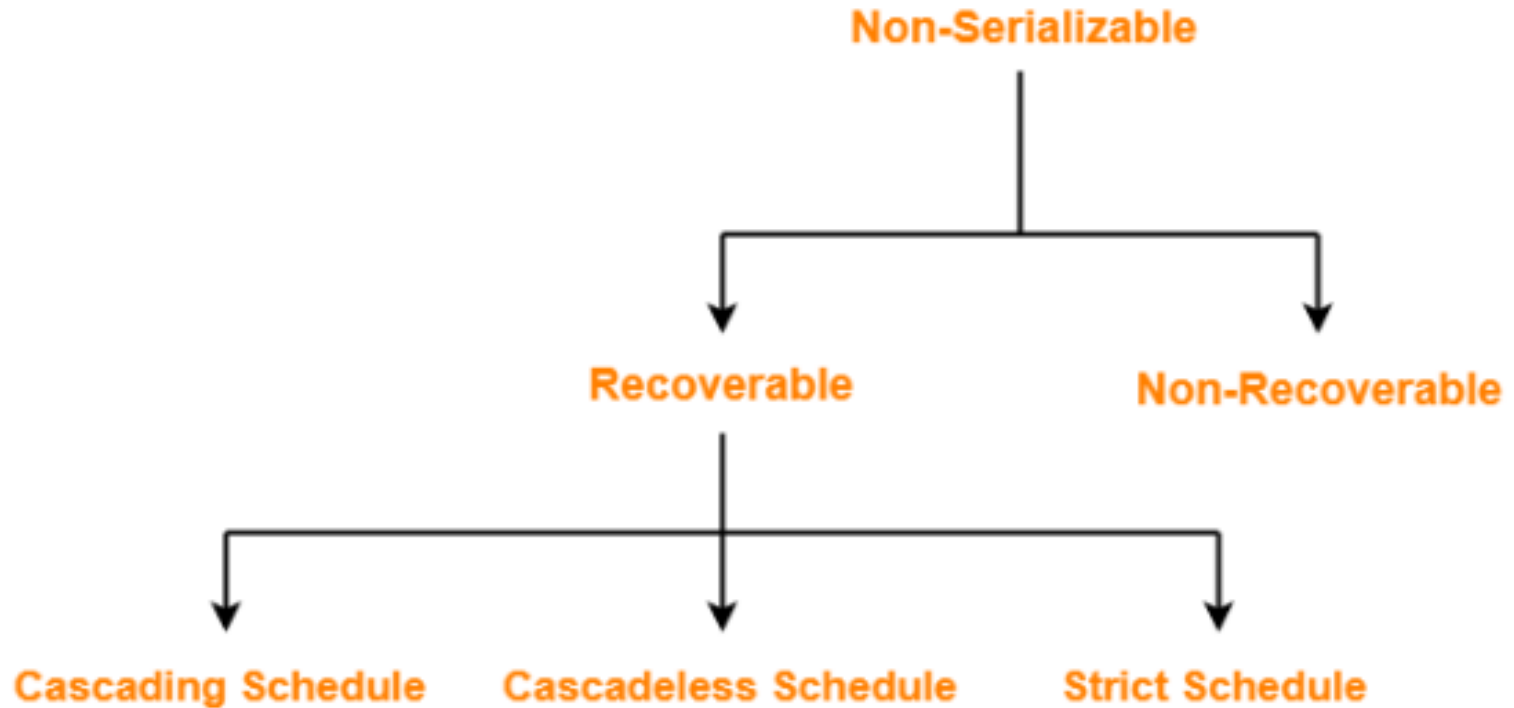 Non-Serializable
Recoverable
Non-Recoverable
Cascading Schedule
Cascadeless Schedule
Strict Schedule